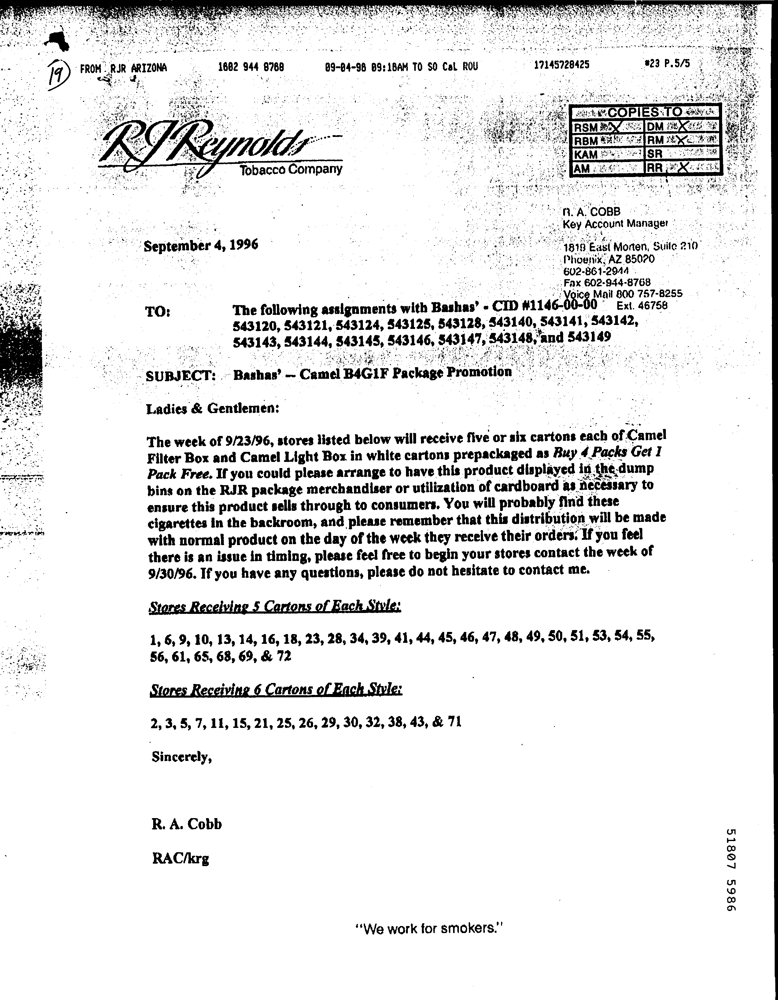 19
FROM RJR ARIZONA 1602 944 8768 09-04-96 09:18AM TO SO CaL ROU 17145728425 #23 P.5/5
COPIES TO
RSM X DM X
RBM RM X
KAM SR
AM RR X
RJReynolds
Tobacco Company
R. A. COBB
Key Account Manager
September 4, 1996
1819 East Morten, Suite 210
Phoenix, AZ 85020
602-861-2944
Fax 602-944-8768
Voice Mail 800 757-8255
Ext. 46758
TO: The following assignments with Bashas' - CID #1146-00-00
543120, 543121, 543124, 543125, 543128, 543140, 543141, 543142,
543143, 543144, 543145, 543146, 543147, 543148, and 543149
SUBJECT: Bashas' -- Camel B4G1F Package Promotion
Ladies & Gentlemen:
The week of 9/23/96, stores listed below will receive five or six cartons each of Camel
Filter Box and Camel Light Box in white cartons prepackaged as Buy 4 Packs Get 1
Pack Free. If you could please arrange to have this product displayed in the dump
bins on the RJR package merchandiser or utilization of cardboard as necessary to
ensure this product sells through to consumers. You will probably find these
cigarettes in the backroom, and please remember that this distribution will be made
with normal product on the day of the week they receive their orders. If you feel
there is an issue in timing, please feel free to begin your stores contact the week of
9/30/96. If you have any questions, please do not hesitate to contact me.
Stores Receiving 5 Cartons of Each Style:
1, 6, 9, 10, 13, 14, 16, 18, 23, 28, 34, 39, 41, 44, 45, 46, 47, 48, 49, 50, 51, 53, 54, 55,
56, 61, 65, 68, 69, & 72
Stores Receiving 6 Cartons of Each Style:
2, 3, 5, 7, 11, 15, 21, 25, 26, 29, 30, 32, 38, 43, & 71
Sincerely,
R. A. Cobb
RAC/krg
51807 5986
"We work for smokers."